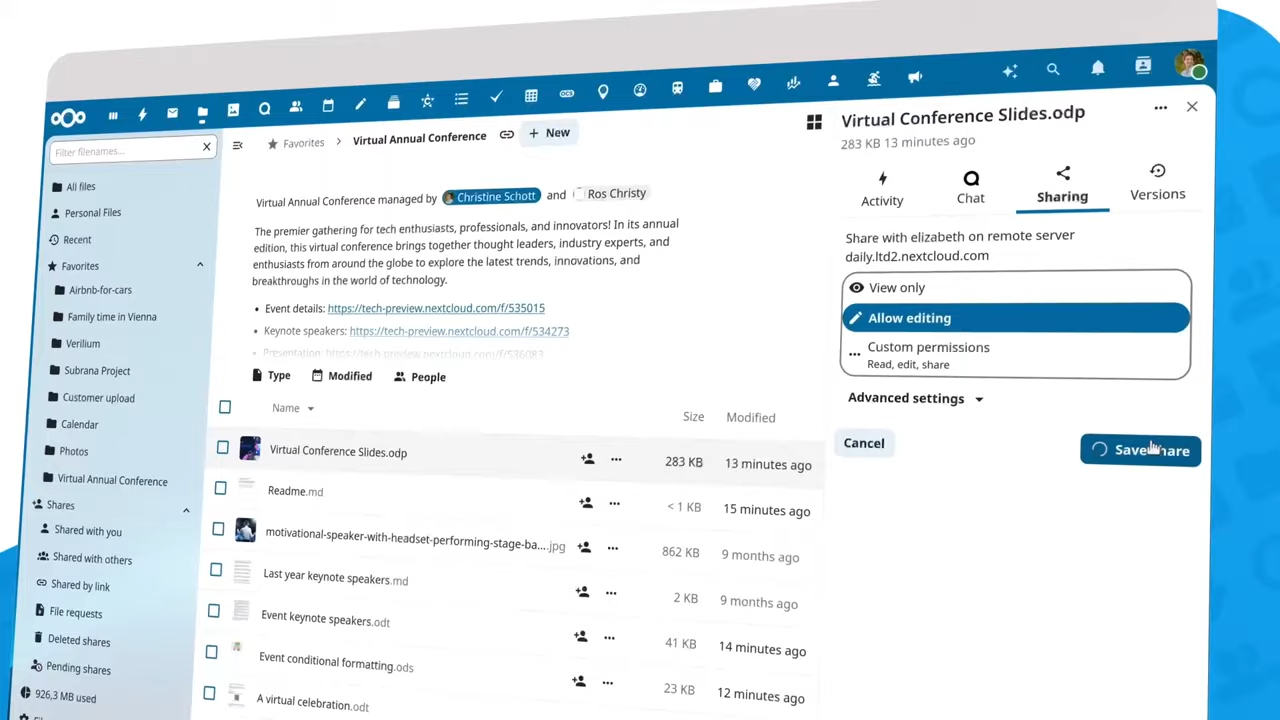 Filter filenames...
All files
Personal Files
Recent
Favorites
Airbnb-for-cars
Family time in Vienna
Verilium
Subrana Project
Customer upload
Calendar
Photos
Virtual Annual Conference
Shares
Shared with you
Shared with others
Shared by link
File requests
Deleted shares
Pending shares
926,3 MB used
Favorites > Virtual Annual Conference
+ New
Virtual Annual Conference managed by Christine Schott and Ros Christy
The premier gathering for tech enthusiasts, professionals, and innovators! In its annual
edition, this virtual conference brings together thought leaders, industry experts, and
enthusiasts from around the globe to explore the latest trends, innovations, and
breakthroughs in the world of technology.
• Event details: https://tech-preview.nextcloud.com/f/535015
• Keynote speakers: https://tech-preview.nextcloud.com/f/534273
• Presentation: https://tech-preview.nextcloud.com/f/536083
Type Modified People
Name Size Modified
Virtual Conference Slides.odp 283 KB 13 minutes ago
Readme.md < 1 KB 15 minutes ago
motivational-speaker-with-headset-performing-stage-ba....jpg 862 KB 9 months ago
Last year keynote speakers.md 2 KB 9 months ago
Event keynote speakers.odt 41 KB 14 minutes ago
Event conditional formatting.ods 23 KB 12 minutes ago
A virtual celebration.odt
Virtual Conference Slides.odp
283 KB 13 minutes ago
Activity
Chat
Sharing
Versions
Share with elizabeth on remote server
daily.ltd2.nextcloud.com
View only
Allow editing
Custom permissions
Read, edit, share
Advanced settings
Cancel
Save share